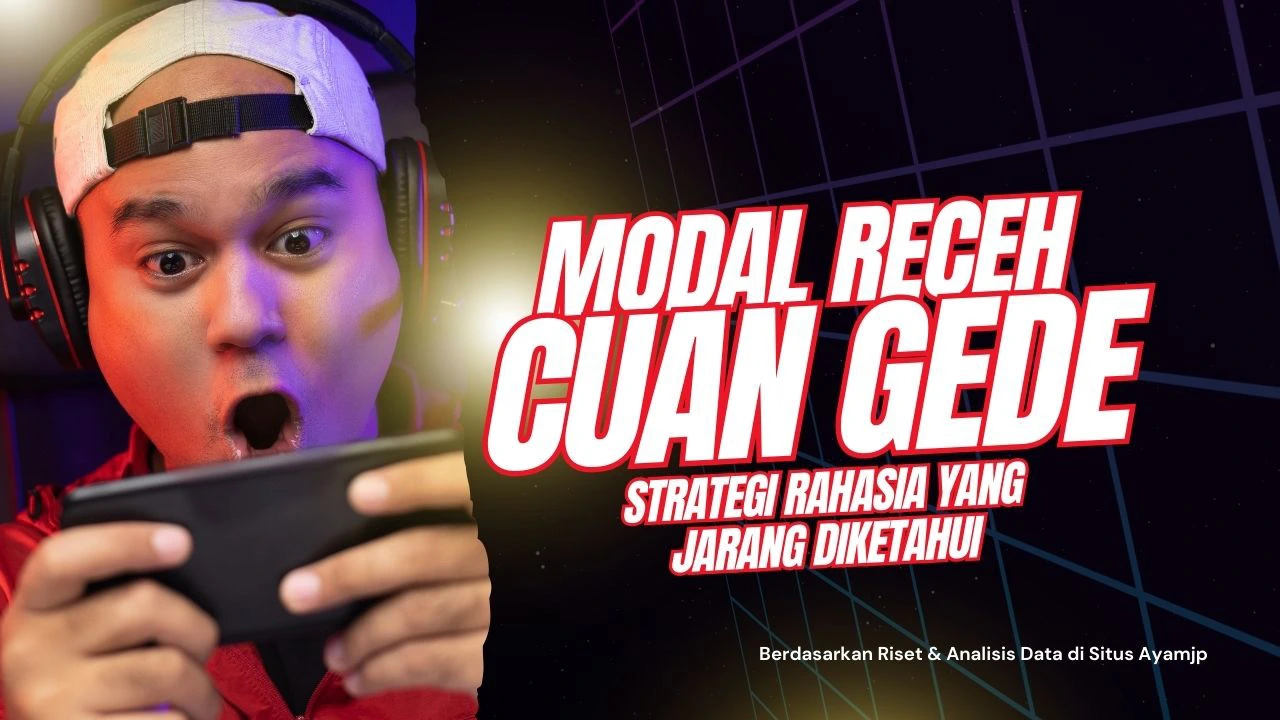 MODAL RECEH
CUAN GEDE
STRATEGI RAHASIA YANG
JARANG DIKETAHUI
Berdasarkan Riset & Analisis Data di Situs Ayamjp